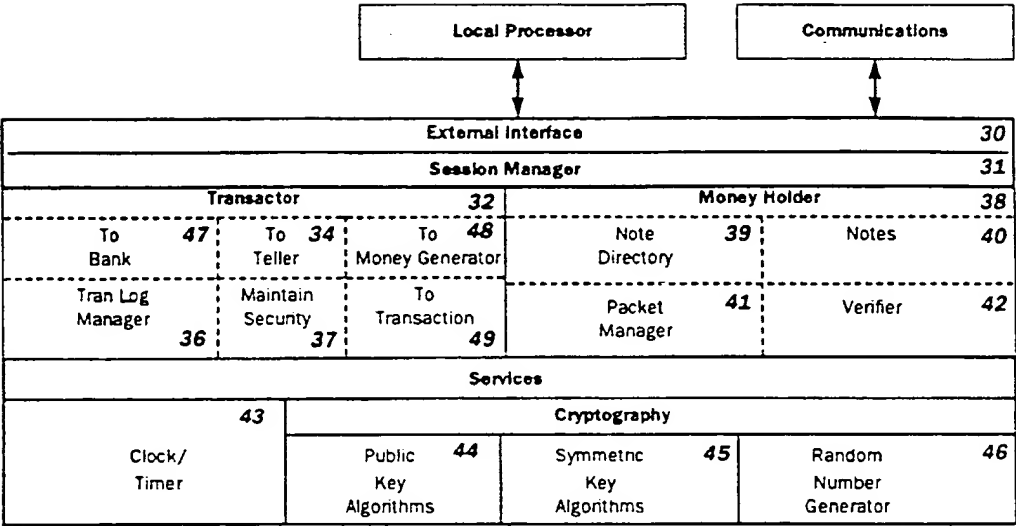 Local Processor
Communications
External Interface 30
Session Manager 31
Transactor 32
Money Holder 38
To 47
Bank
To 34
Teller
To 48
Money Generator
Note 39
Directory
Notes 40
Tran Log
Manager
36
Maintain
Security
37
To
Transaction
49
Packet 41
Manager
Verifier 42
Services
43
Clock/
Timer
Cryptography
Public 44
Key
Algorithms
Symmetric 45
Key
Algorithms
Random 46
Number
Generator